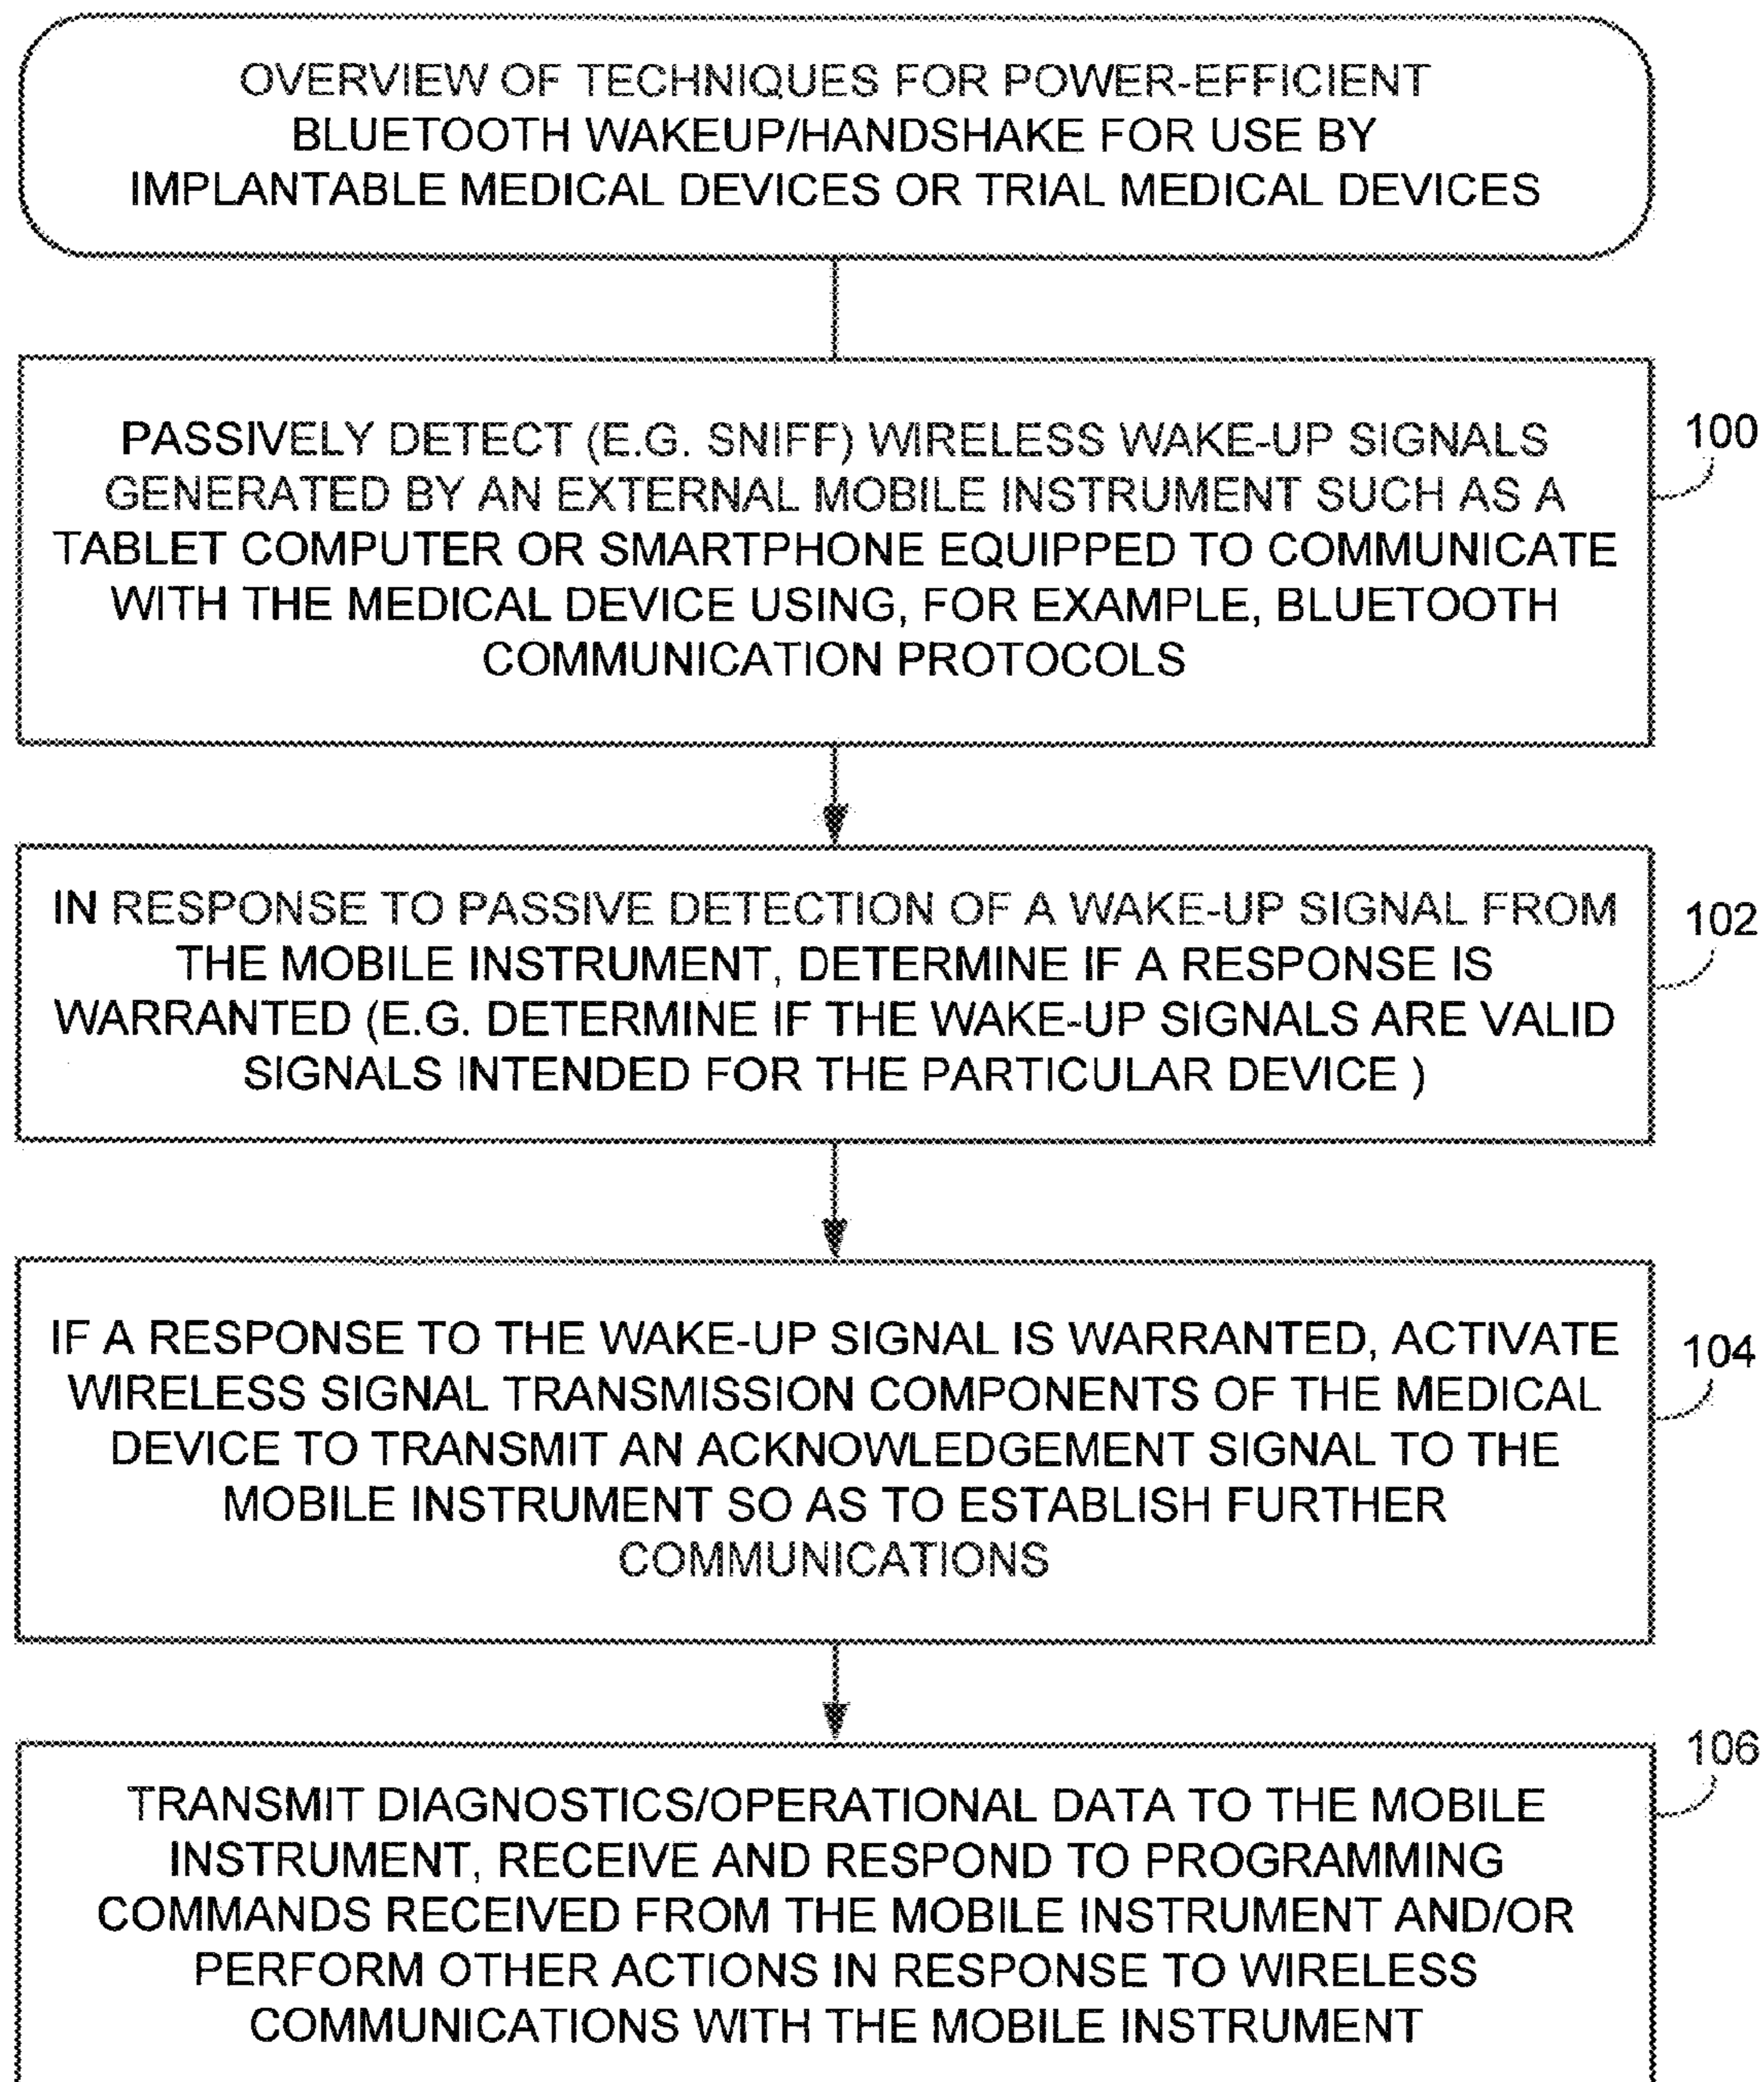 OVERVIEW OF TECHNIQUES FOR POWER-EFFICIENT
BLUETOOTH WAKEUP/HANDSHAKE FOR USE BY
IMPLANTABLE MEDICAL DEVICES OR TRIAL MEDICAL DEVICES
100
PASSIVELY DETECT (E.G. SNIFF) WIRELESS WAKE-UP SIGNALS
GENERATED BY AN EXTERNAL MOBILE INSTRUMENT SUCH AS A
TABLET COMPUTER OR SMARTPHONE EQUIPPED TO COMMUNICATE
WITH THE MEDICAL DEVICE USING, FOR EXAMPLE, BLUETOOTH
COMMUNICATION PROTOCOLS
102
IN RESPONSE TO PASSIVE DETECTION OF A WAKE-UP SIGNAL FROM
THE MOBILE INSTRUMENT, DETERMINE IF A RESPONSE IS
WARRANTED (E.G. DETERMINE IF THE WAKE-UP SIGNALS ARE VALID
SIGNALS INTENDED FOR THE PARTICULAR DEVICE )
104
IF A RESPONSE TO THE WAKE-UP SIGNAL IS WARRANTED, ACTIVATE
WIRELESS SIGNAL TRANSMISSION COMPONENTS OF THE MEDICAL
DEVICE TO TRANSMIT AN ACKNOWLEDGEMENT SIGNAL TO THE
MOBILE INSTRUMENT SO AS TO ESTABLISH FURTHER
COMMUNICATIONS
106
TRANSMIT DIAGNOSTICS/OPERATIONAL DATA TO THE MOBILE
INSTRUMENT, RECEIVE AND RESPOND TO PROGRAMMING
COMMANDS RECEIVED FROM THE MOBILE INSTRUMENT AND/OR
PERFORM OTHER ACTIONS IN RESPONSE TO WIRELESS
COMMUNICATIONS WITH THE MOBILE INSTRUMENT